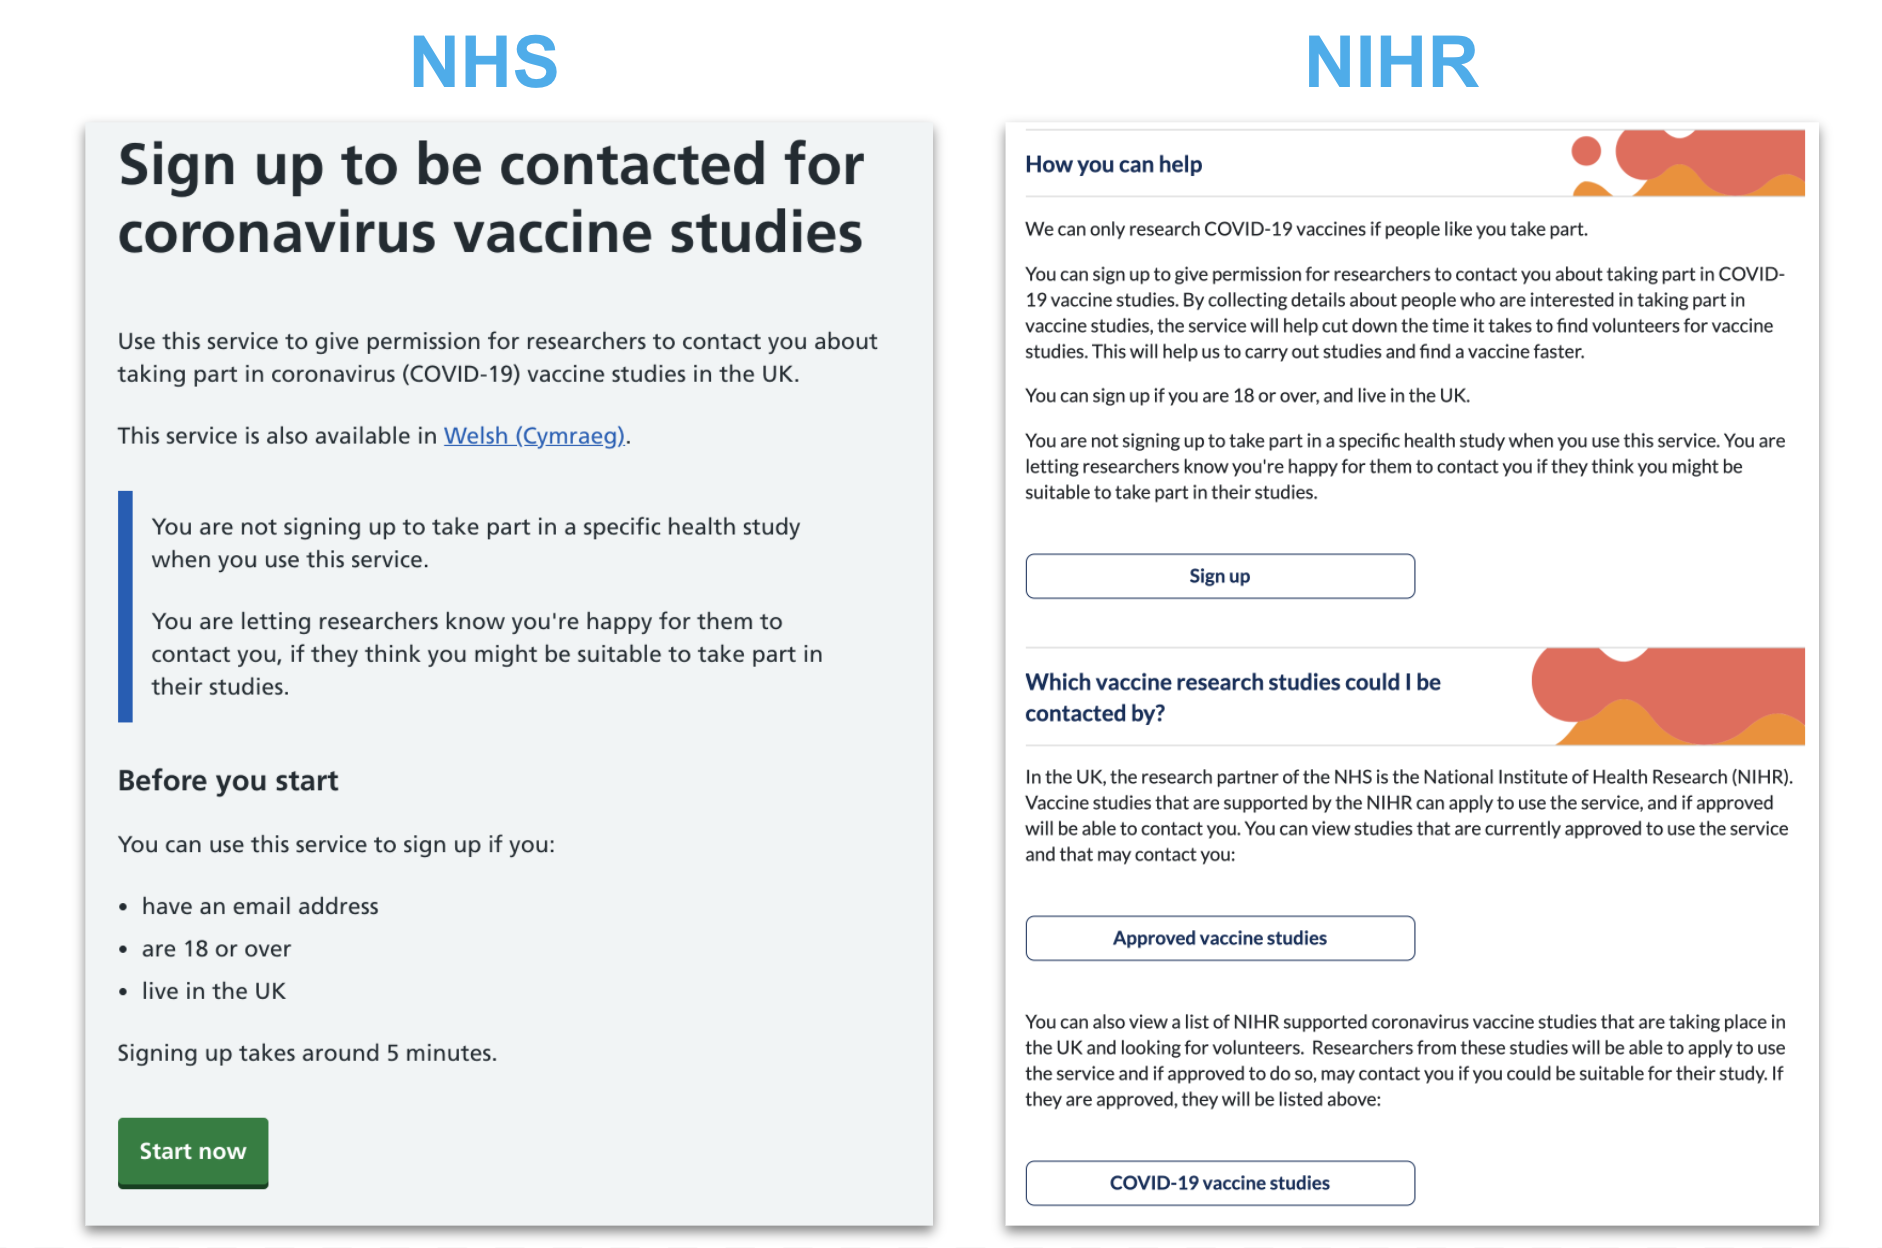 NHS
Sign up to be contacted for
coronavirus vaccine studies
Use this service to give permission for researchers to contact you about
taking part in coronavirus (COVID-19) vaccine studies in the UK.
This service is also available in Welsh (Cymraeg).
You are not signing up to take part in a specific health study
when you use this service.
You are letting researchers know you're happy for them to
contact you, if they think you might be suitable to take part in
their studies.
Before you start
You can use this service to sign up if you:
• have an email address
• are 18 or over
• live in the UK
Signing up takes around 5 minutes.
Start now
NIHR
How you can help
We can only research COVID-19 vaccines if people like you take part.
You can sign up to give permission for researchers to contact you about taking part in COVID-
19 vaccine studies. By collecting details about people who are interested in taking part in
vaccine studies, the service will help cut down the time it takes to find volunteers for vaccine
studies. This will help us to carry out studies and find a vaccine faster.
You can sign up if you are 18 or over, and live in the UK.
You are not signing up to take part in a specific health study when you use this service. You are
letting researchers know you're happy for them to contact you if they think you might be
suitable to take part in their studies.
Sign up
Which vaccine research studies could I be
contacted by?
In the UK, the research partner of the NHS is the National Institute of Health Research (NIHR).
Vaccine studies that are supported by the NIHR can apply to use the service, and if approved
will be able to contact you. You can view studies that are currently approved to use the service
and that may contact you:
Approved vaccine studies
You can also view a list of NIHR supported coronavirus vaccine studies that are taking place in
the UK and looking for volunteers. Researchers from these studies will be able to apply to use
the service and if approved to do so, may contact you if you could be suitable for their study. If
they are approved, they will be listed above:
COVID-19 vaccine studies